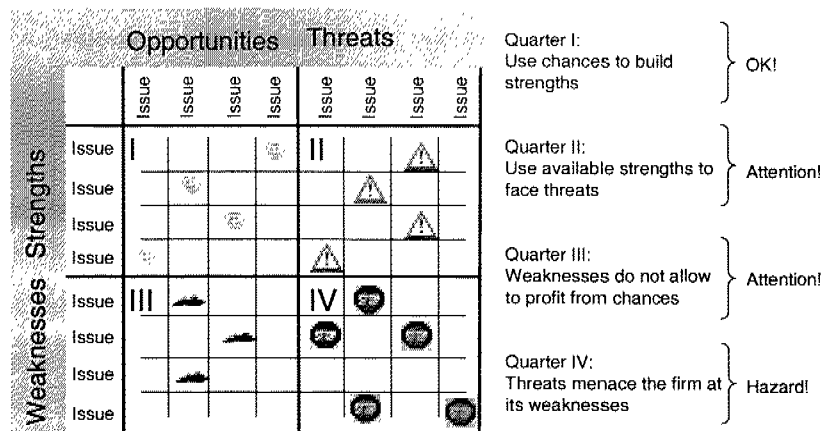 Opportunities Threats
Issue Issue Issue Issue Issue Issue Issue Issue
Strengths
Issue I II
Issue
Issue
Issue
Weaknesses
Issue III IV
Issue
Issue
Issue
Quarter I:
Use chances to build
strengths
OK!
Quarter II:
Use available strengths to
face threats
Attention!
Quarter III:
Weaknesses do not allow
to profit from chances
Attention!
Quarter IV:
Threats menace the firm at
its weaknesses
Hazard!